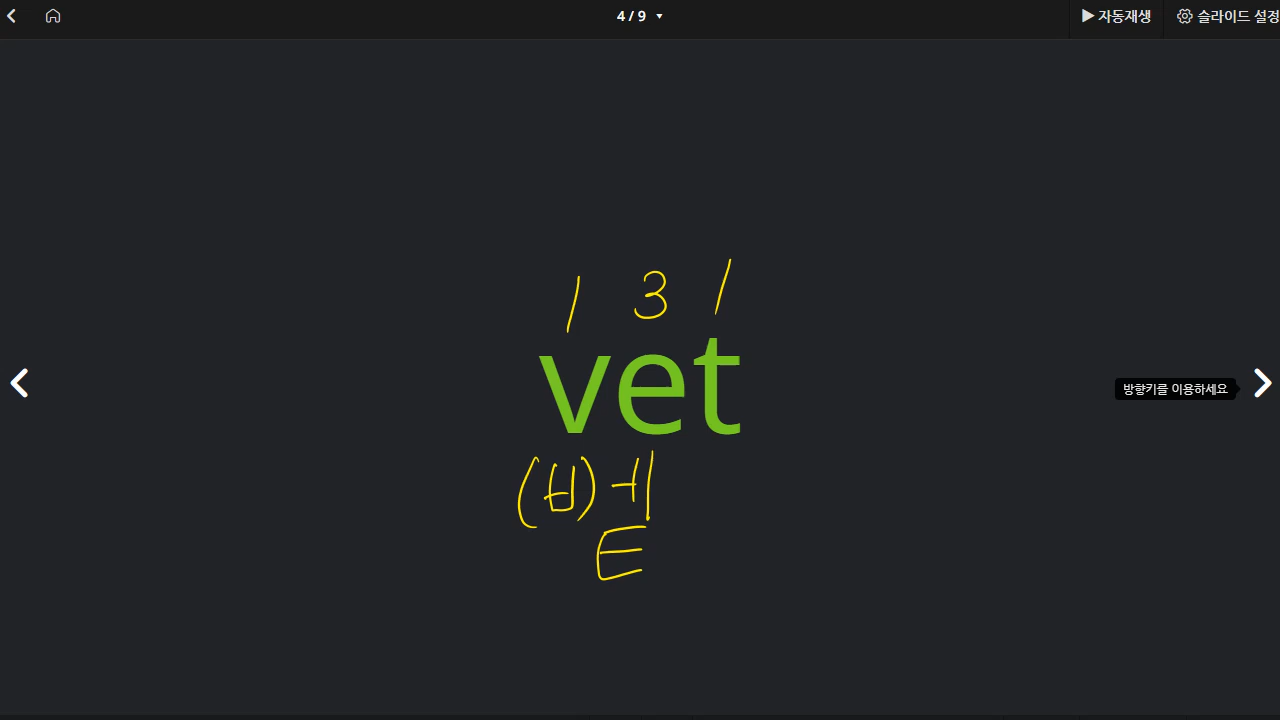 4 / 9 ▼ ▶ 자동재생 슬라이드 설정
1 3 1
vet
방향키를 이용하세요
(ㅂ) ㅔ
ㅌ